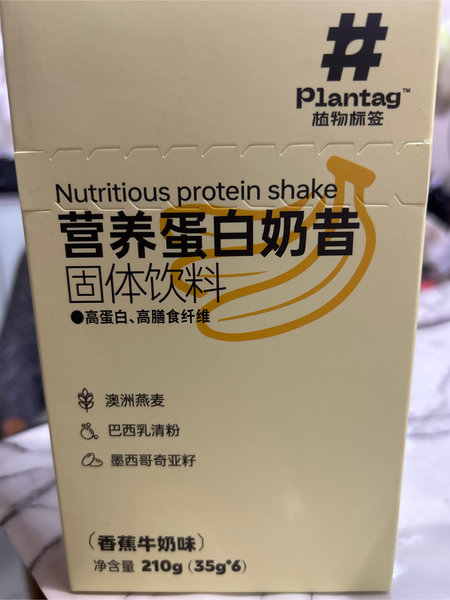 #
Plantag™
植物标签
Nutritious protein shake
营养蛋白奶昔
固体饮料
●高蛋白、高膳食纤维
澳洲燕麦
巴西乳清粉
墨西哥奇亚籽
(香蕉牛奶味)
净含量 210g (35g*6)